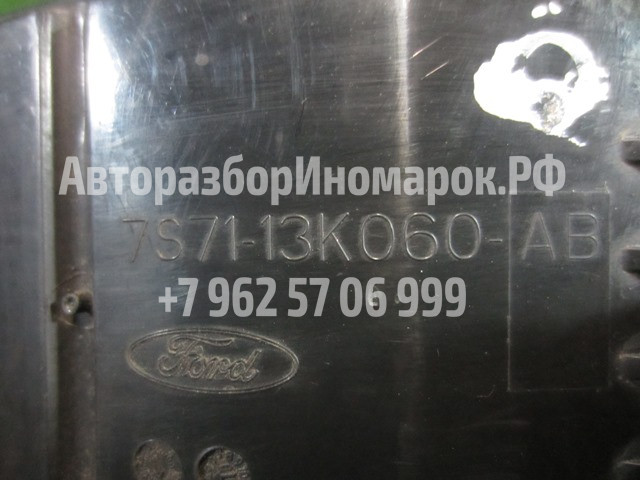 АвторазборИномарок.РФ
7S71-13K060-AB
+7 962 57 06 999
Ford